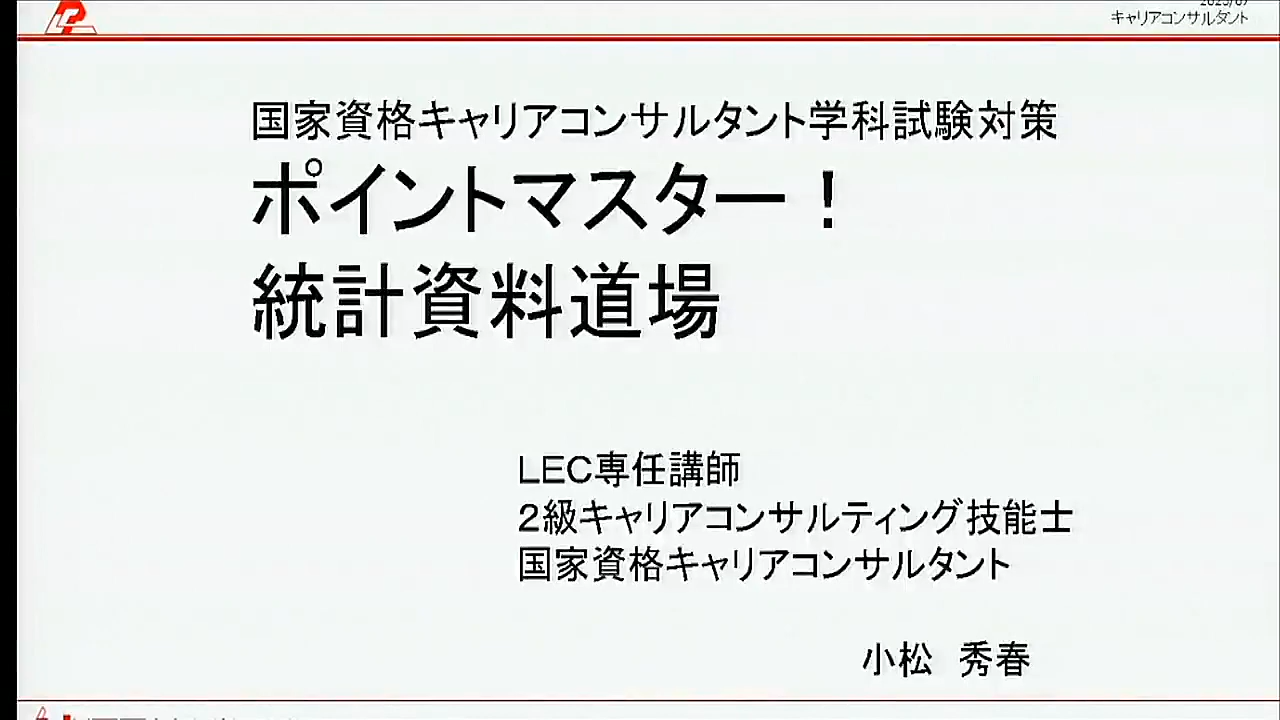 キャリアコンサルタント
国家資格キャリアコンサルタント学科試験対策
ポイントマスター！
統計資料道場
LEC専任講師
２級キャリアコンサルティング技能士
国家資格キャリアコンサルタント
小松　秀春